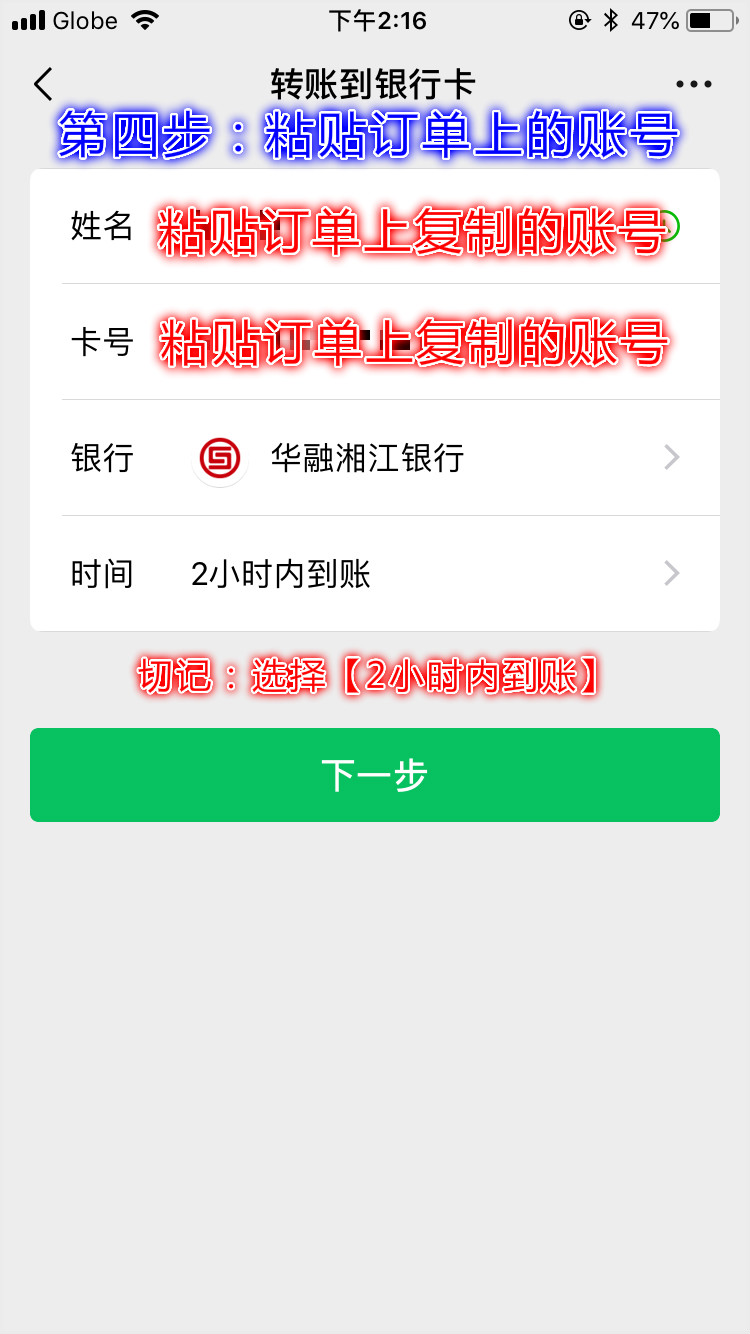 Globe 下午2:16 47%
转账到银行卡
第四步：粘贴订单上的账号
姓名 粘贴订单上复制的账号
卡号 粘贴订单上复制的账号
银行 华融湘江银行
时间 2小时内到账
切记：选择【2小时内到账】
下一步